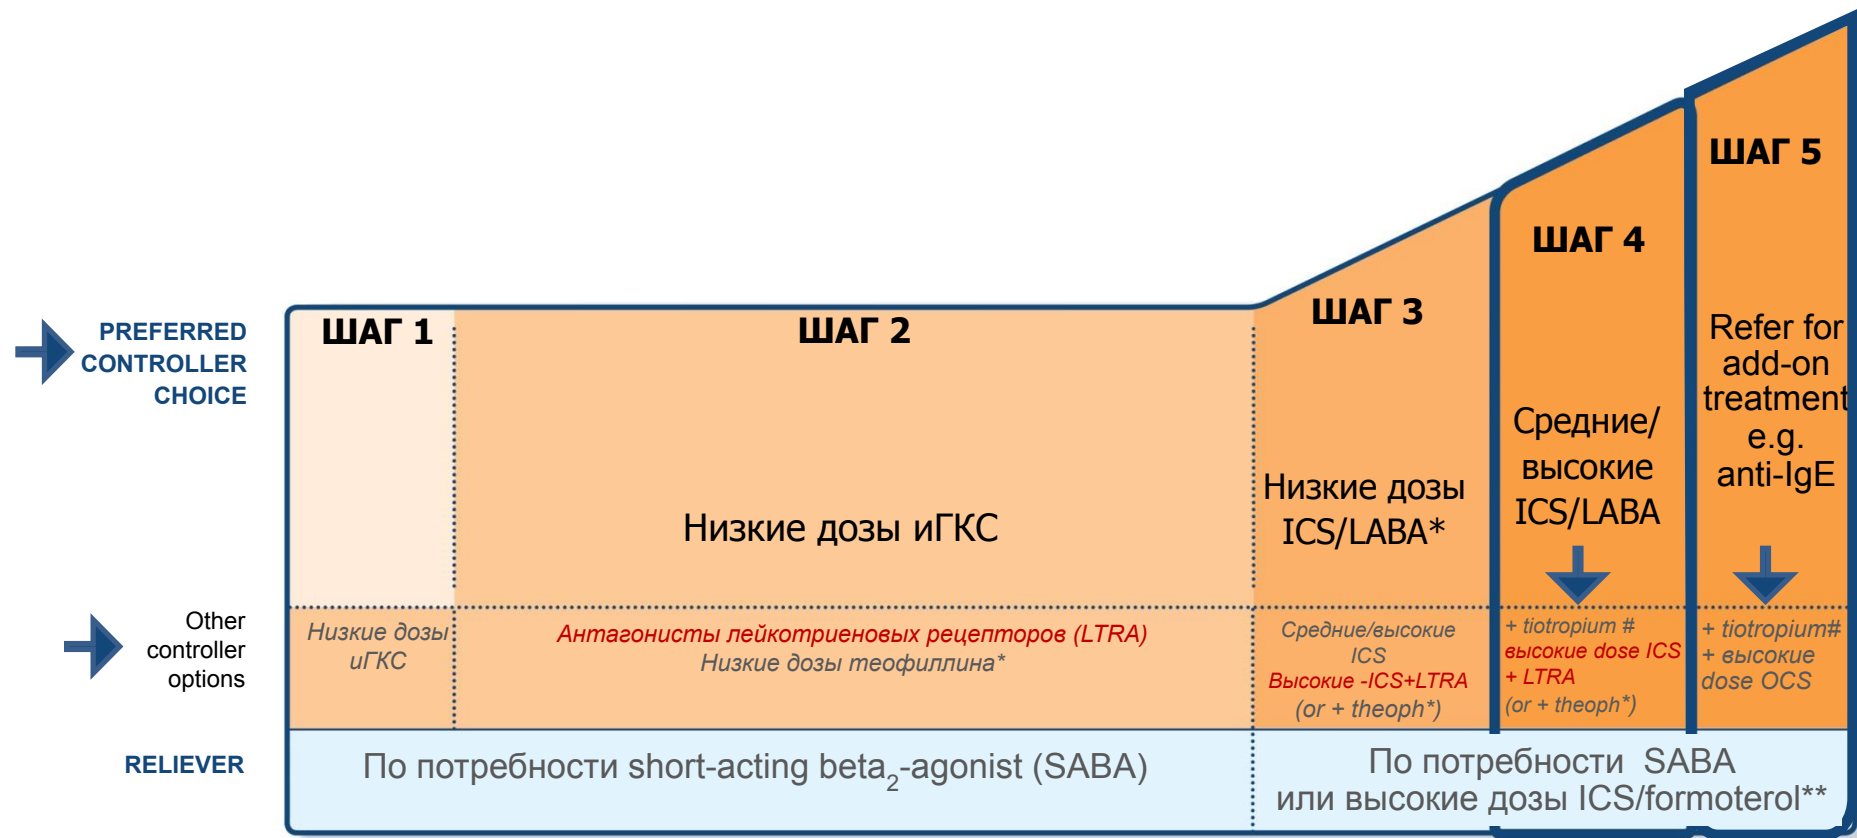 ШАГ 5
ШАГ 4
ШАГ 3
ШАГ 1
ШАГ 2
PREFERRED
CONTROLLER
CHOICE
Низкие дозы иГКС
Низкие дозы
ICS/LABA*
Средние/
высокие
ICS/LABA
Refer for
add-on
treatment
e.g.
anti-IgE
Other
controller
options
Низкие дозы
иГКС
Антагонисты лейкотриеновых рецепторов (LTRA)
Низкие дозы теофиллина*
Средние/высокие
ICS
Высокие -ICS+LTRA
(or + theoph*)
+ tiotropium #
высокие dose ICS
+ LTRA
(or + theoph*)
+ tiotropium#
+ высокие
dose OCS
RELIEVER
По потребности short-acting beta2-agonist (SABA)
По потребности SABA
или высокие дозы ICS/formoterol**